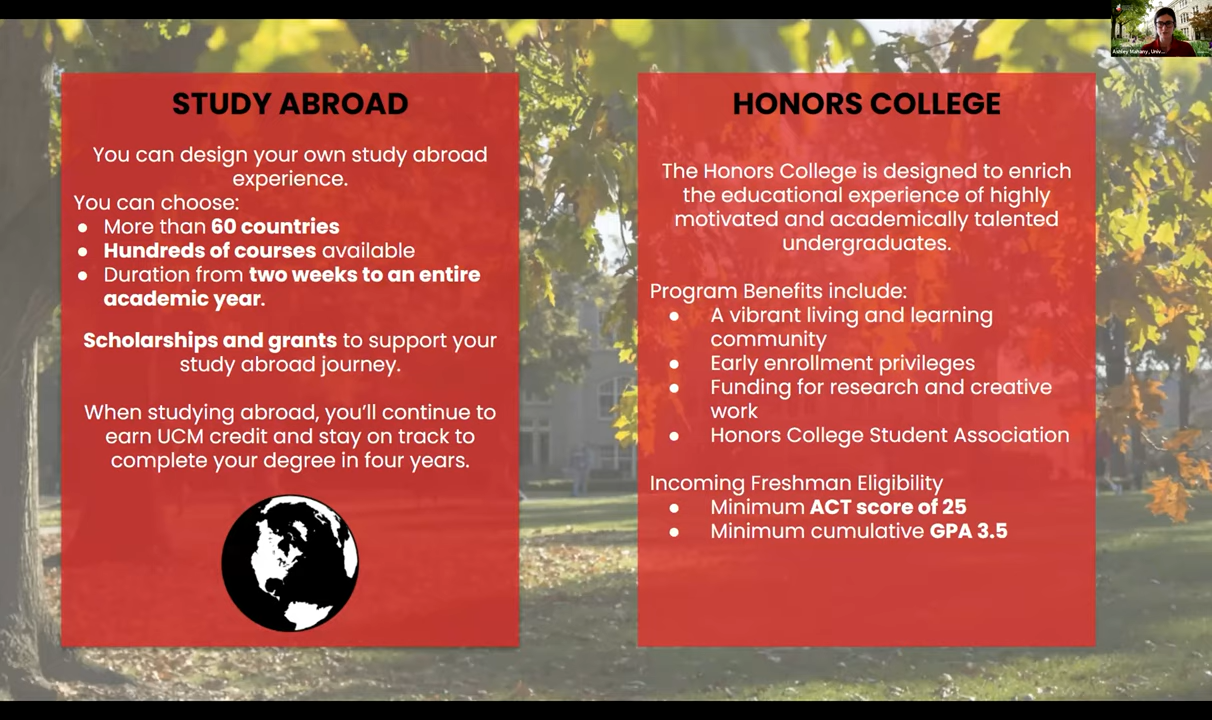 STUDY ABROAD
You can design your own study abroad
experience.
You can choose:
● More than 60 countries
● Hundreds of courses available
● Duration from two weeks to an entire
academic year.
Scholarships and grants to support your
study abroad journey.
When studying abroad, you’ll continue to
earn UCM credit and stay on track to
complete your degree in four years.
HONORS COLLEGE
The Honors College is designed to enrich
the educational experience of highly
motivated and academically talented
undergraduates.
Program Benefits include:
● A vibrant living and learning
community
● Early enrollment privileges
● Funding for research and creative
work
● Honors College Student Association
Incoming Freshman Eligibility
● Minimum ACT score of 25
● Minimum cumulative GPA 3.5
Ashley Mahany, Univ...